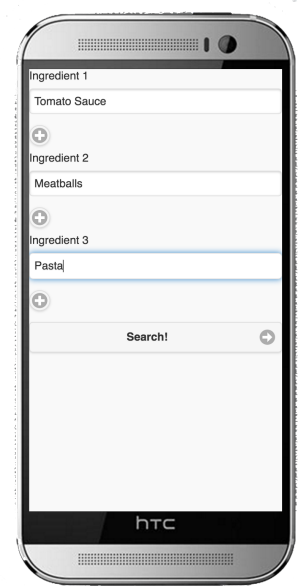 Ingredient 1
Tomato Sauce
Ingredient 2
Meatballs
Ingredient 3
Pasta
Search!
hTC